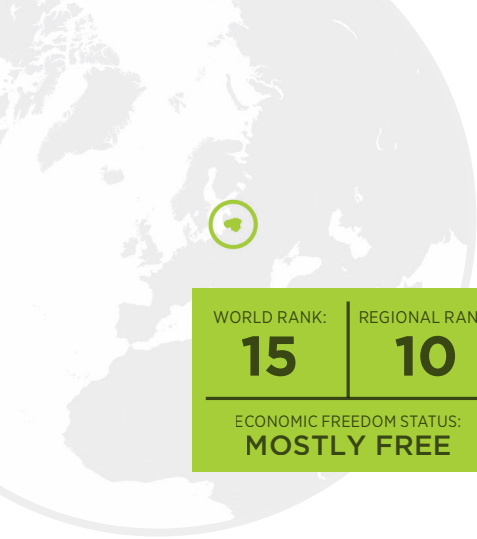 WORLD RANK:
15
REGIONAL RAN
10
ECONOMIC FREEDOM STATUS:
MOSTLY FREE